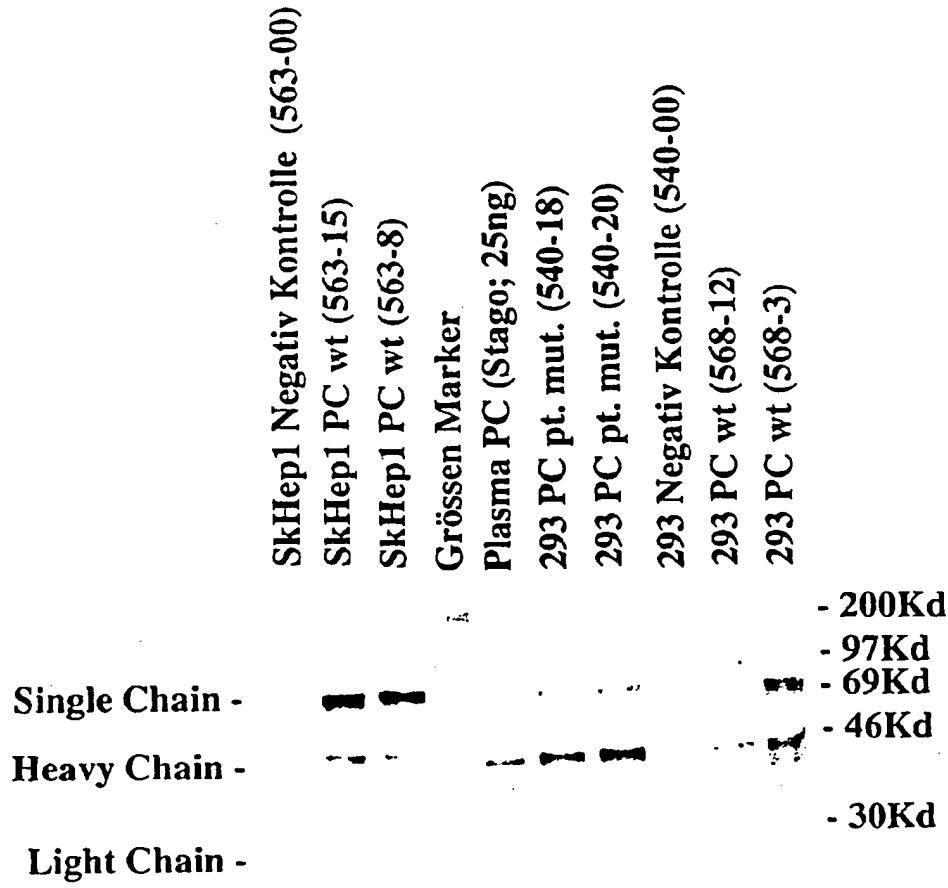 SkHep1 Negativ Kontrolle (563-00)
SkHep1 PC wt (563-15)
SkHep1 PC wt (563-8)
Grössen Marker
Plasma PC (Stago; 25ng)
293 PC pt. mut. (540-18)
293 PC pt. mut. (540-20)
293 Negativ Kontrolle (540-00)
293 PC wt (568-12)
293 PC wt (568-3)
- 200Kd
- 97Kd
Single Chain -
- 69Kd
- 46Kd
Heavy Chain -
- 30Kd
Light Chain -